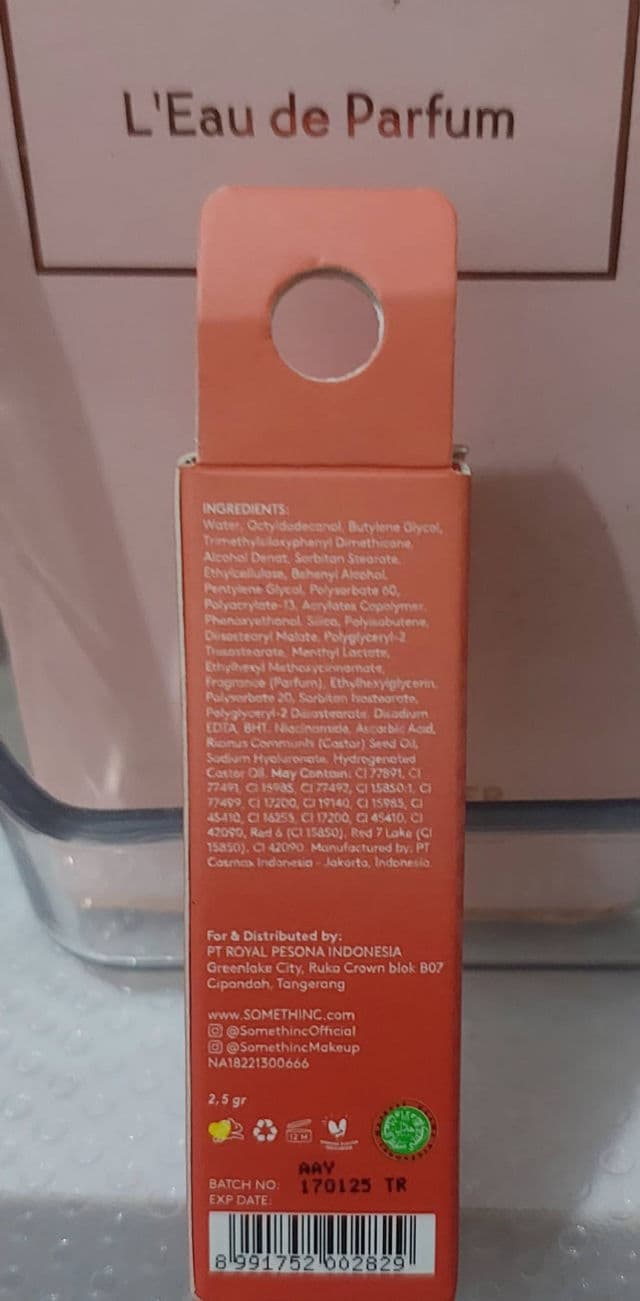 L'Eau de Parfum
INGREDIENTS:
Water, Octyldodecanol, Butylene Glycol,
Trimethylsiloxyphenyl Dimethicone,
Alcohol Denat, Sorbitan Stearate,
Ethylcellulose, Behenyl Alcohol,
Pentylene Glycol, Polysorbate 60,
Polyacrylate-13, Acrylates Copolymer,
Phenoxyethanol, Silica, Polyisobutene,
Diisostearyl Malate, Polyglyceryl-2
Triisostearate, Menthyl Lactate,
Ethylhexyl Methoxycinnamate,
Fragrance (Parfum), Ethylhexylglycerin,
Polysorbate 20, Sorbitan Isostearate,
Polyglyceryl-2 Diisostearate, Disodium
EDTA, BHT, Niacinamide, Ascorbic Acid,
Ricinus Communis (Castor) Seed Oil,
Sodium Hyaluronate, Hydrogenated
Castor Oil. May Contain: CI 77891, CI
77491, CI 15985, CI 77492, CI 15850:1, CI
77499, CI 17200, CI 19140, CI 15985, CI
45410, CI 16255, CI 17200, CI 45410, CI
42090, Red 6 (CI 15850), Red 7 Lake (CI
15850), CI 42090. Manufactured by: PT
Cosmax Indonesia - Jakarta, Indonesia.
For & Distributed by:
PT ROYAL PESONA INDONESIA
Greenlake City, Ruko Crown blok B07
Cipondoh, Tangerang
www.SOMETHINC.com
@SomethincOfficial
@SomethincMakeup
NA18221300666
2,5 gr
12 M
AAY
BATCH NO: 170125 TR
EXP DATE:
8 991752 002829